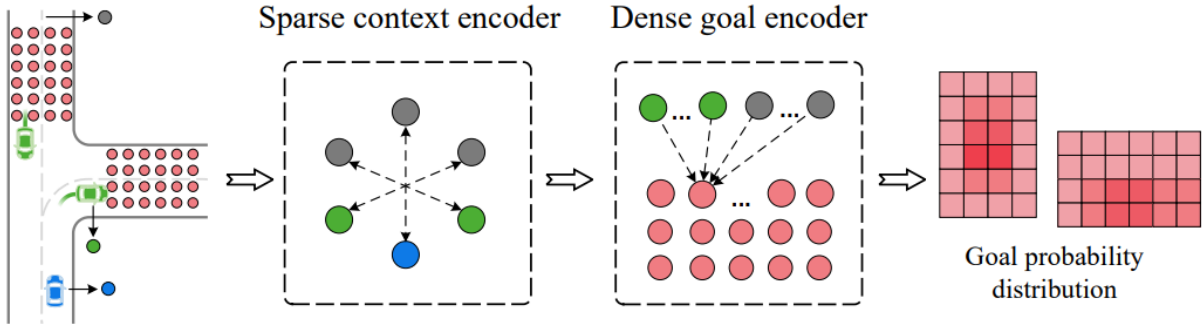 Sparse context encoder
Dense goal encoder
... ...
...
Goal probability
distribution